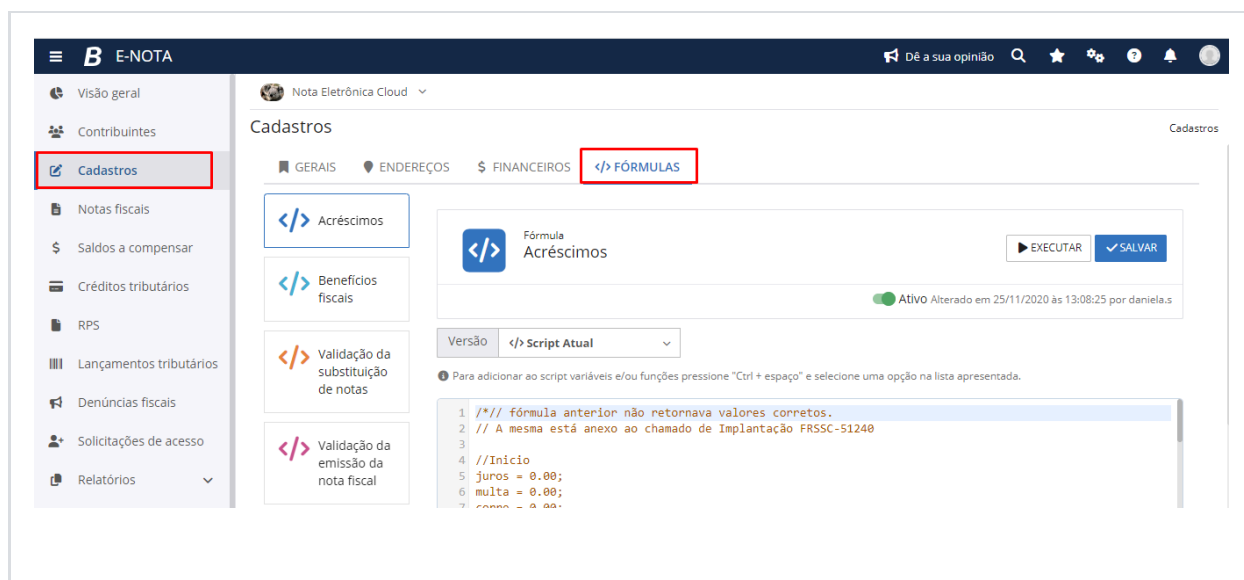 B E-NOTA
Dê a sua opinião
Visão geral
Contribuintes
Cadastros
Notas fiscais
Saldos a compensar
Créditos tributários
RPS
Lançamentos tributários
Denúncias fiscais
Solicitações de acesso
Relatórios
Nota Eletrônica Cloud
Cadastros
Cadastros
GERAIS ENDEREÇOS $ FINANCEIROS </> FÓRMULAS
</> Acréscimos
</> Benefícios
fiscais
</> Validação da
substituição
de notas
</> Validação da
emissão da
nota fiscal
Fórmula
Acréscimos
EXECUTAR SALVAR
Ativo Alterado em 25/11/2020 às 13:08:25 por daniela.s
Versão </> Script Atual
Para adicionar ao script variáveis e/ou funções pressione "Ctrl + espaço" e selecione uma opção na lista apresentada.
1 /*// fórmula anterior não retornava valores corretos.
2 // A mesma está anexo ao chamado de Implantação FRSSC-51240
3
4 //Inicio
5 juros = 0.00;
6 multa = 0.00;